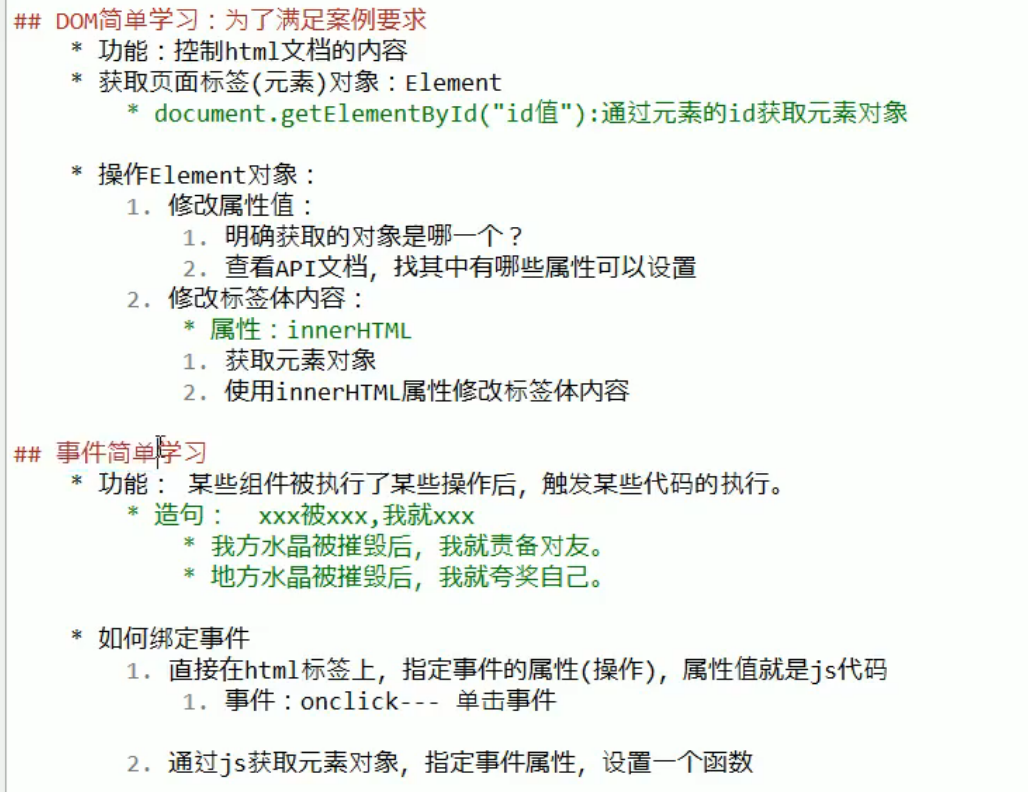 ## DOM简单学习：为了满足案例要求
* 功能：控制html文档的内容
* 获取页面标签(元素)对象：Element
* document.getElementById("id值"):通过元素的id获取元素对象
* 操作Element对象：
1. 修改属性值：
1. 明确获取的对象是哪一个？
2. 查看API文档，找其中有哪些属性可以设置
2. 修改标签体内容：
* 属性：innerHTML
1. 获取元素对象
2. 使用innerHTML属性修改标签体内容
## 事件简单学习
* 功能： 某些组件被执行了某些操作后，触发某些代码的执行。
* 造句： xxx被xxx,我就xxx
* 我方水晶被摧毁后，我就责备对友。
* 地方水晶被摧毁后，我就夸奖自己。
* 如何绑定事件
1. 直接在html标签上，指定事件的属性(操作)，属性值就是js代码
1. 事件：onclick--- 单击事件
2. 通过js获取元素对象，指定事件属性，设置一个函数